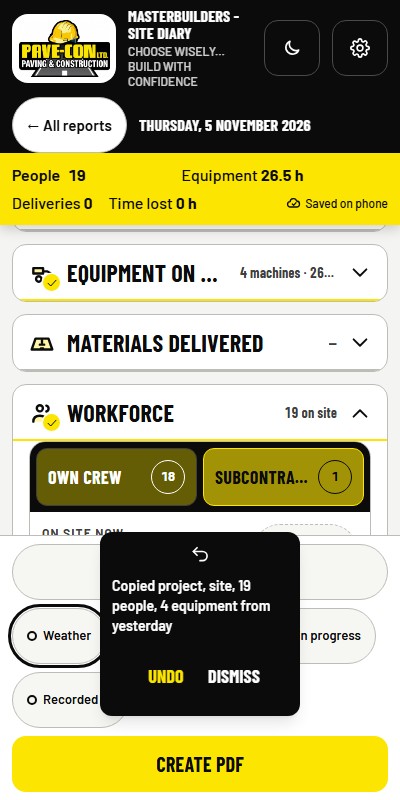 PAVE-CON LTD.
PAVING & CONSTRUCTION
MASTERBUILDERS -
SITE DIARY
CHOOSE WISELY...
BUILD WITH
CONFIDENCE
← All reports
THURSDAY, 5 NOVEMBER 2026
People 19
Equipment 26.5 h
Deliveries 0 Time lost 0 h
Saved on phone
EQUIPMENT ON ...
4 machines · 26...
MATERIALS DELIVERED
–
WORKFORCE
19 on site
OWN CREW 18
SUBCONTRA... 1
ON SITE NOW
Copied project, site, 19
people, 4 equipment from
yesterday
UNDO DISMISS
Weather
n progress
Recorded
CREATE PDF